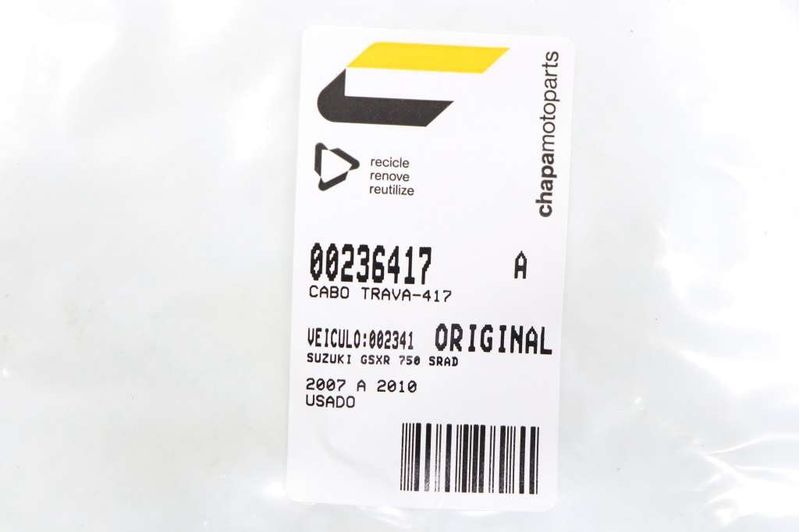 chapamotoparts
recicle
renove
reutilize
00236417 A
CABO TRAVA-417
VEICULO:002341 ORIGINAL
SUZUKI GSXR 750 SRAD
2007 A 2010
USADO